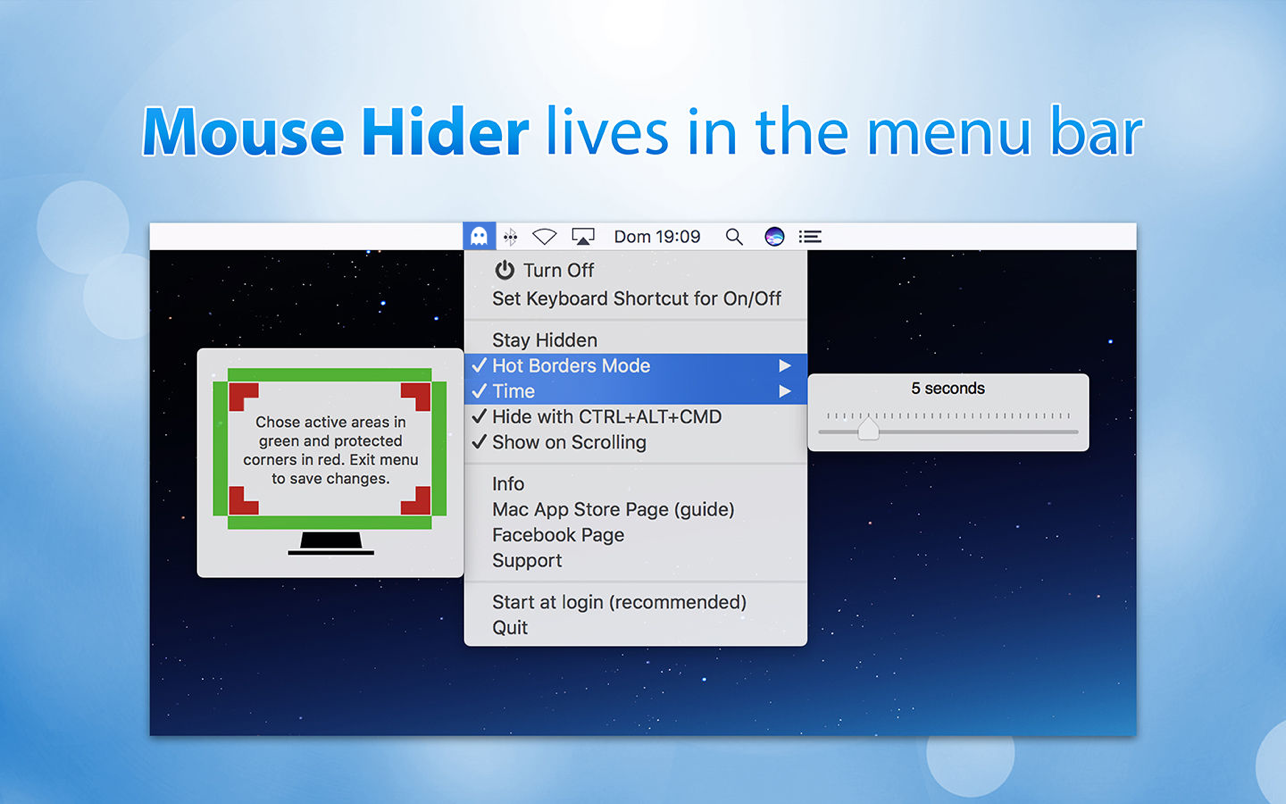 Mouse Hider lives in the menu bar
Dom 19:09
Turn Off
Set Keyboard Shortcut for On/Off
Stay Hidden
Hot Borders Mode
Time
Hide with CTRL+ALT+CMD
Show on Scrolling
Info
Mac App Store Page (guide)
Facebook Page
Support
Start at login (recommended)
Quit
Chose active areas in
green and protected
corners in red. Exit menu
to save changes.
5 seconds